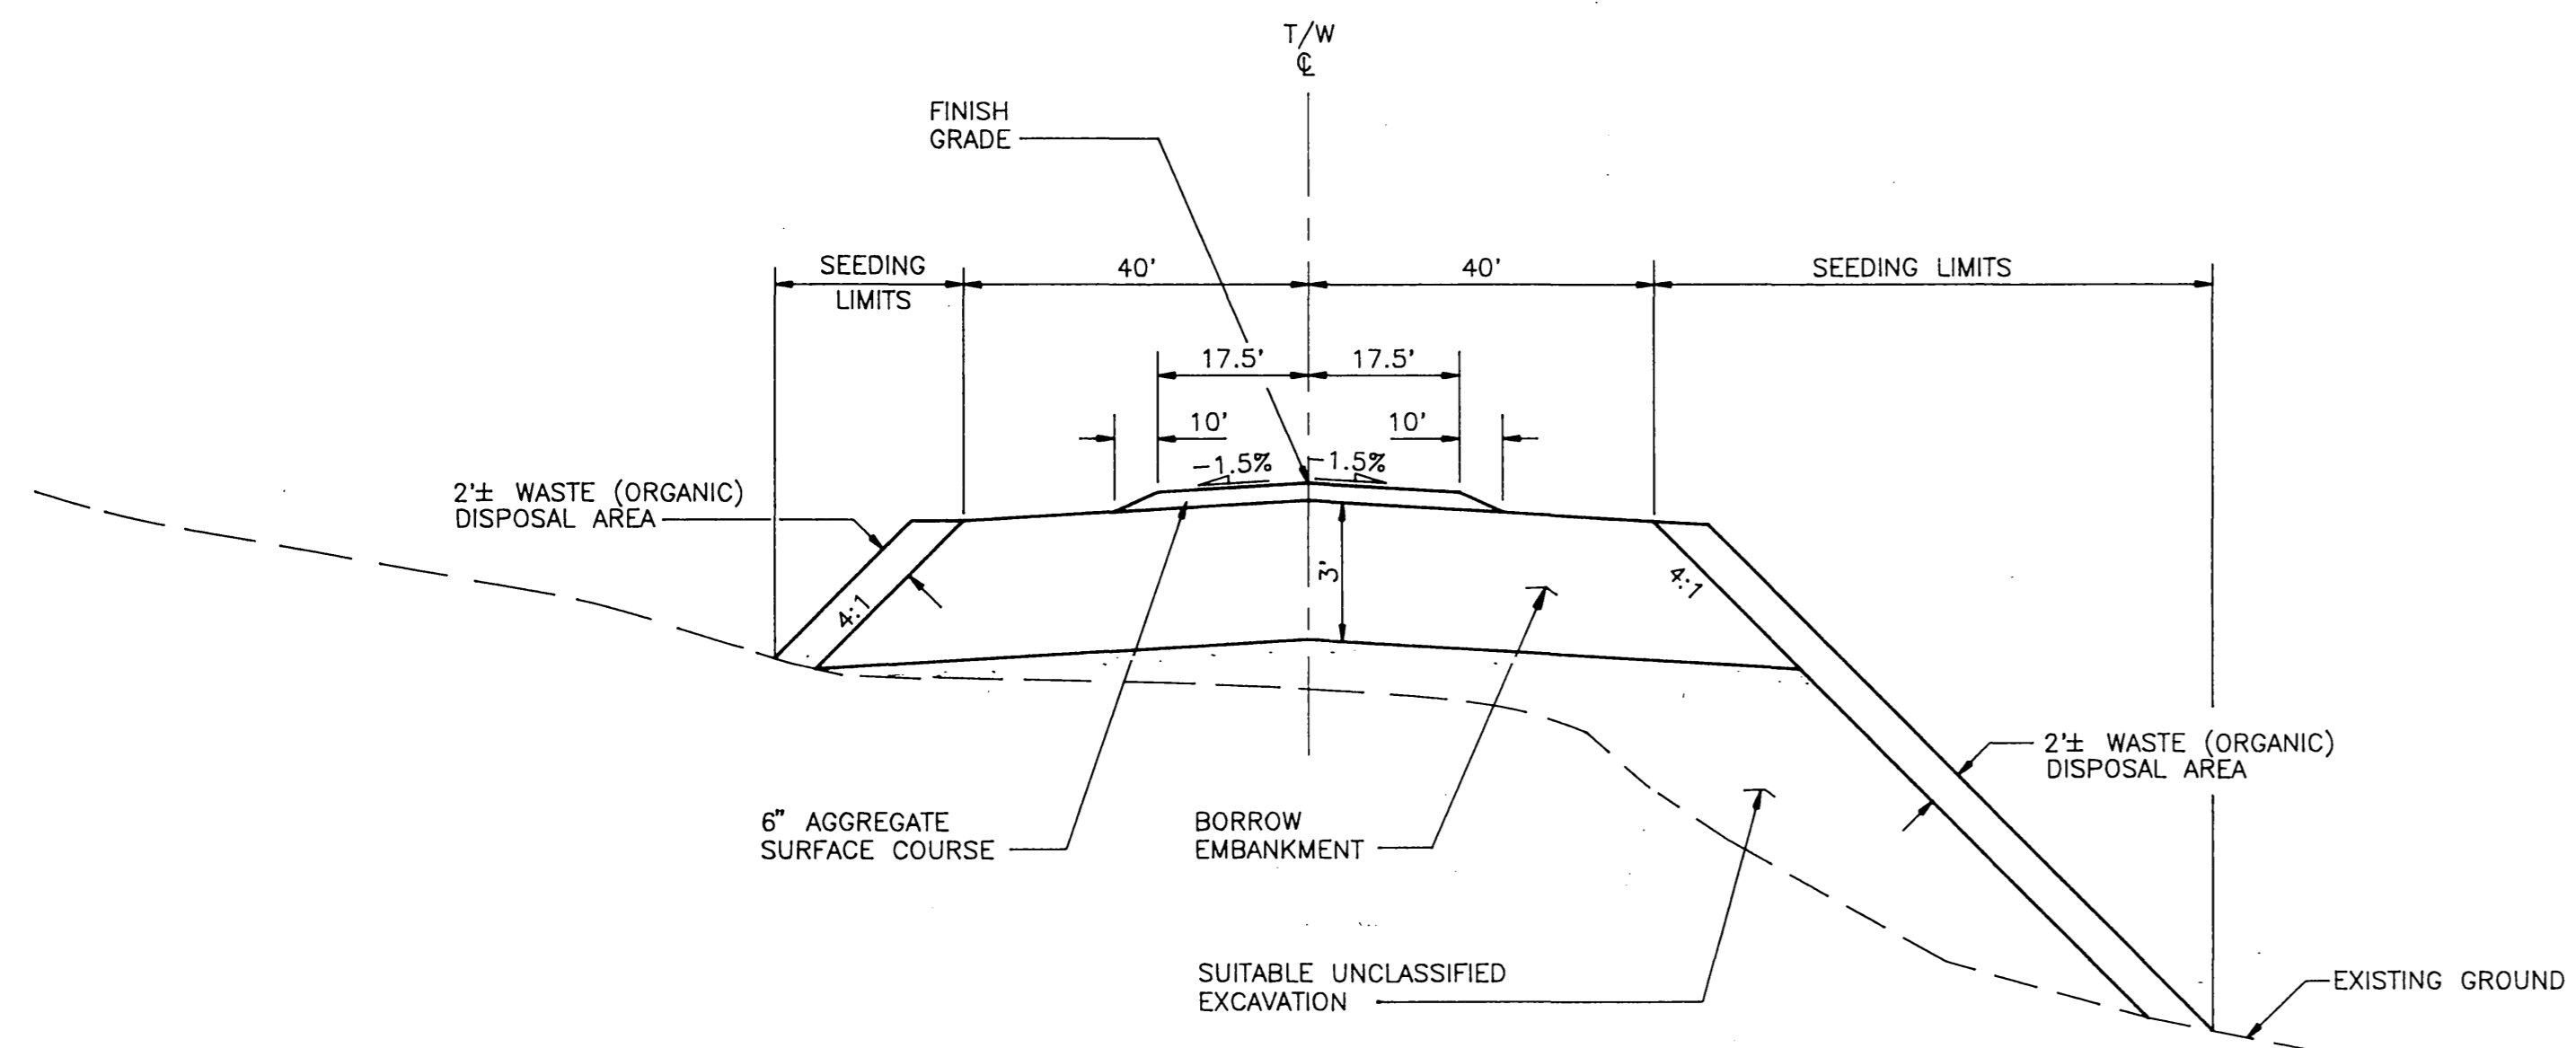 T/W
℄
FINISH
GRADE
SEEDING
LIMITS
40'
40'
SEEDING LIMITS
17.5'
17.5'
10'
10'
-1.5%
-1.5%
2'± WASTE (ORGANIC)
DISPOSAL AREA
4:1
3'
4:1
2'± WASTE (ORGANIC)
DISPOSAL AREA
6" AGGREGATE
SURFACE COURSE
BORROW
EMBANKMENT
SUITABLE UNCLASSIFIED
EXCAVATION
EXISTING GROUND